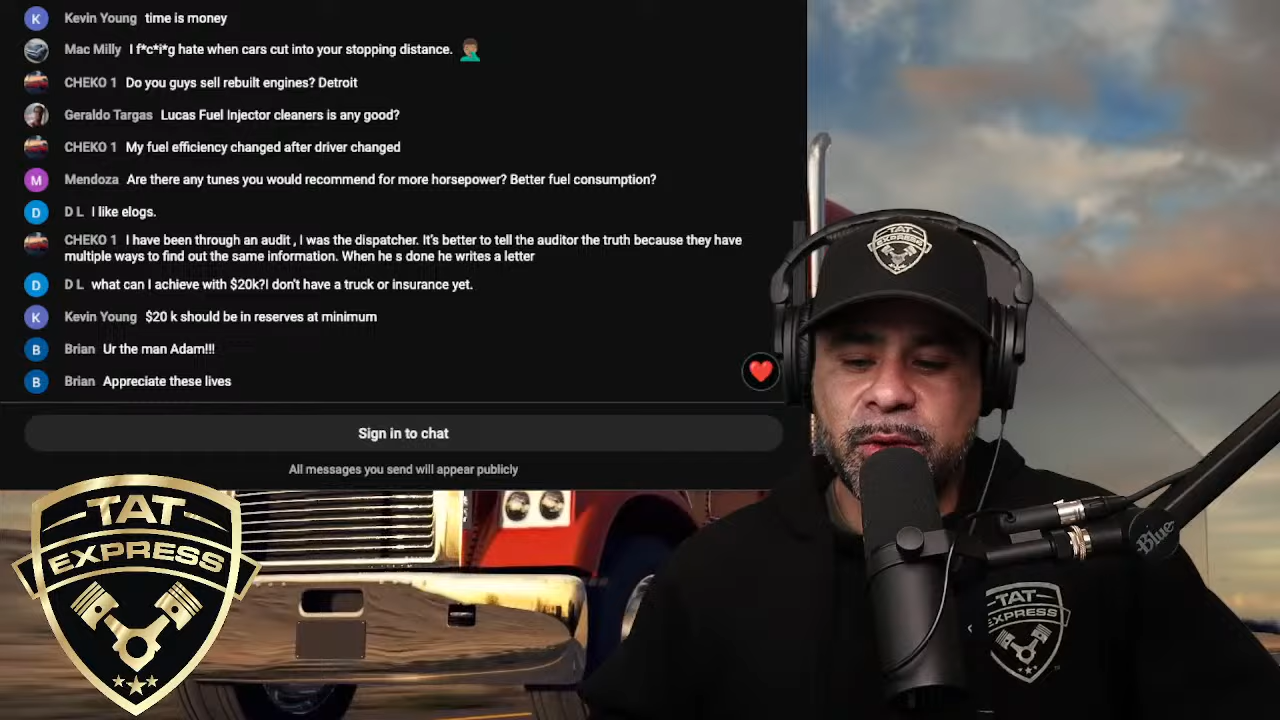 Kevin Young time is money
Mac Milly I f*c*i*g hate when cars cut into your stopping distance.
CHEKO 1 Do you guys sell rebuilt engines? Detroit
Geraldo Targas Lucas Fuel Injector cleaners is any good?
CHEKO 1 My fuel efficiency changed after driver changed
Mendoza Are there any tunes you would recommend for more horsepower? Better fuel consumption?
D L I like elogs.
CHEKO 1 I have been through an audit , I was the dispatcher. It's better to tell the auditor the truth because they have
multiple ways to find out the same information. When he s done he writes a letter
D L what can I achieve with $20k?I don't have a truck or insurance yet.
Kevin Young $20 k should be in reserves at minimum
Brian Ur the man Adam!!!
Brian Appreciate these lives
Sign in to chat
All messages you send will appear publicly
K
M
D
D
K
B
B
TAT
EXPRESS
TAT
EXPRESS
TAT
EXPRESS
Blue